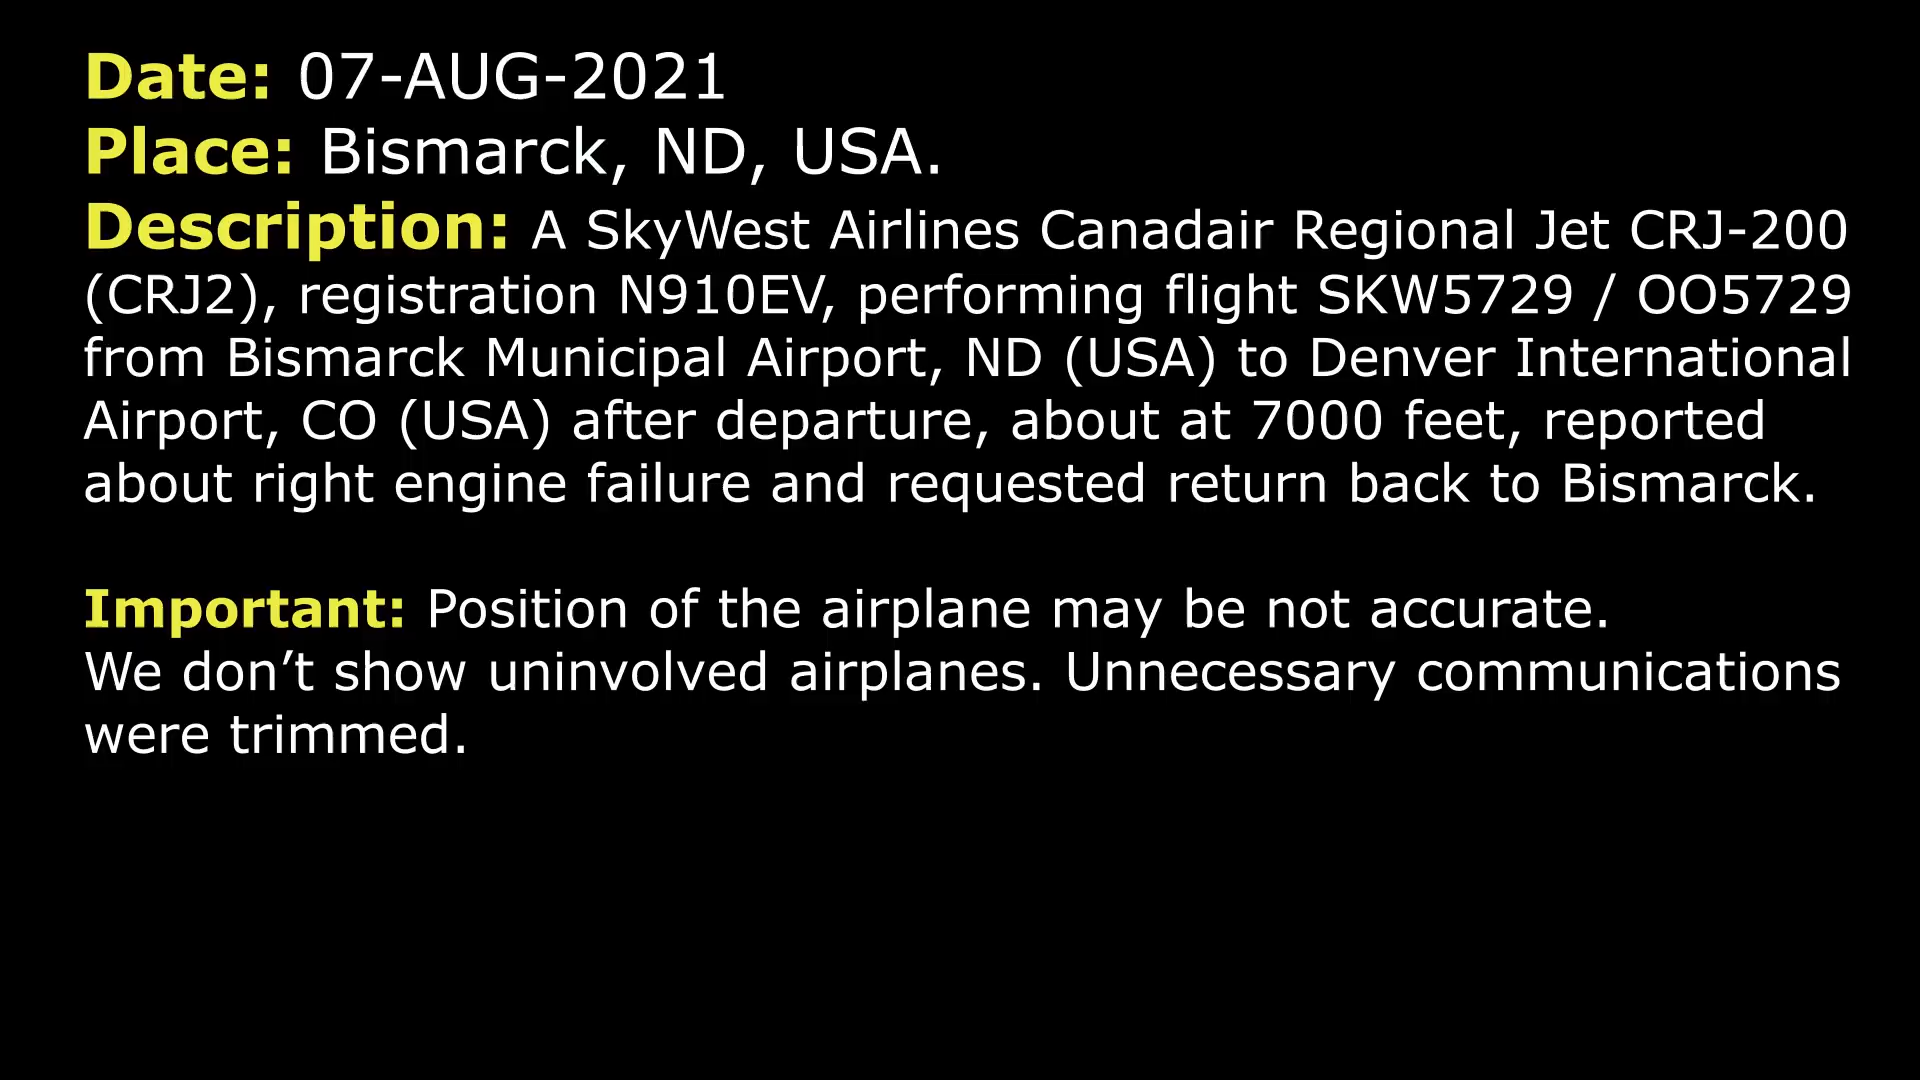 Date: 07-AUG-2021
Place: Bismarck, ND, USA.
Description: A SkyWest Airlines Canadair Regional Jet CRJ-200
(CRJ2), registration N910EV, performing flight SKW5729 / OO5729
from Bismarck Municipal Airport, ND (USA) to Denver International
Airport, CO (USA) after departure, about at 7000 feet, reported
about right engine failure and requested return back to Bismarck.
Important: Position of the airplane may be not accurate.
We don’t show uninvolved airplanes. Unnecessary communications
were trimmed.